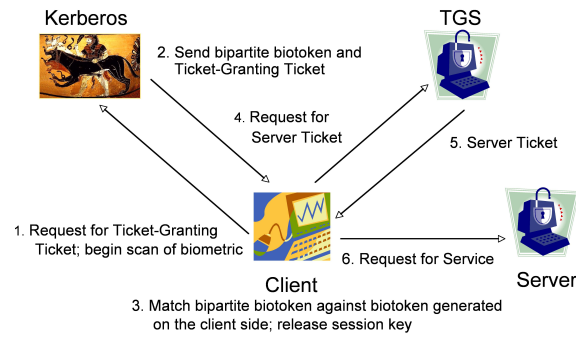 Kerberos
TGS
2. Send bipartite biotoken and
Ticket-Granting Ticket
4. Request for
Server Ticket
5. Server Ticket
1. Request for Ticket-Granting
Ticket; begin scan of biometric
6. Request for Service
Client
Server
3. Match bipartite biotoken against biotoken generated
on the client side; release session key